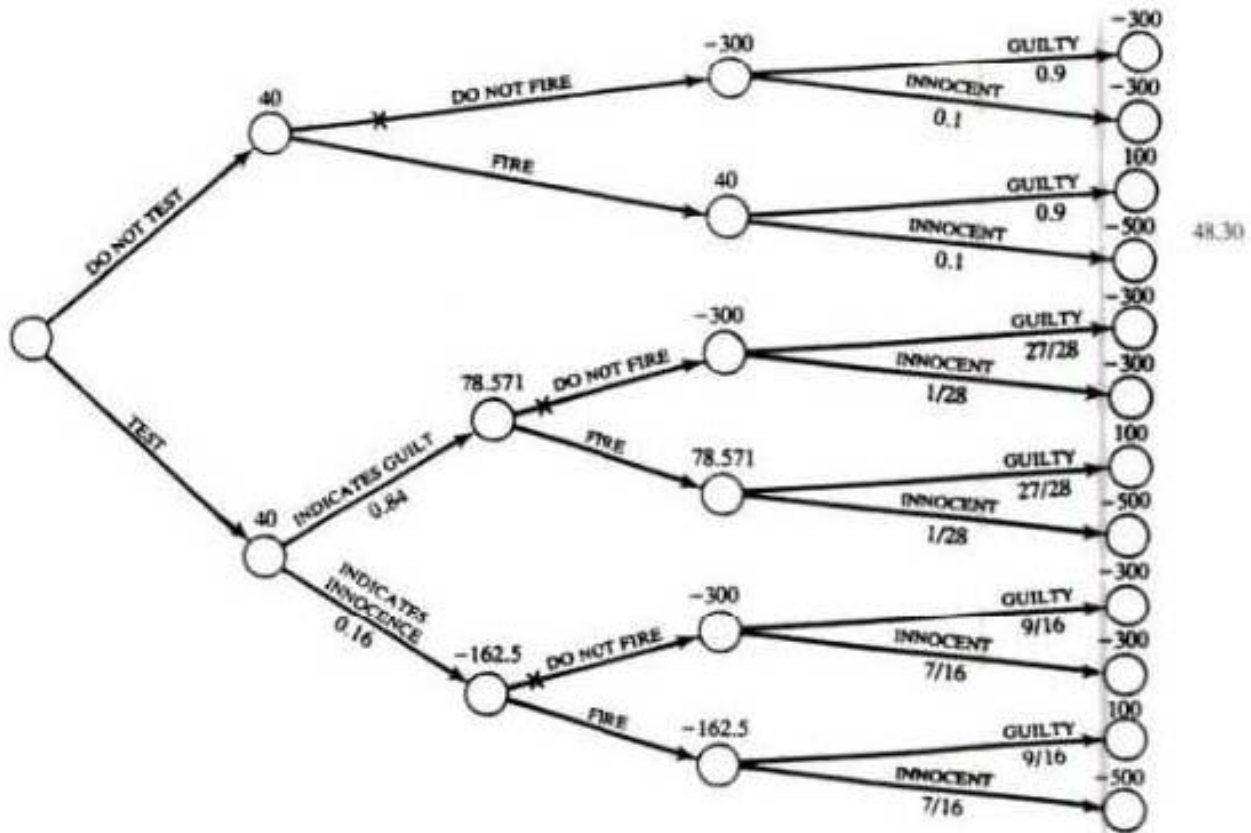 -300
-300
GUILTY
0.9
40
DO NOT FIRE
INNOCENT
-300
0.1
100
FIRE
40
GUILTY
0.9
DO NOT TEST
INNOCENT
-500
48.30
0.1
-300
-300
GUILTY
27/28
78.571
DO NOT FIRE
INNOCENT
-300
1/28
100
TEST
INDICATES GUILT
0.84
FIRE
78.571
GUILTY
27/28
INNOCENT
-500
1/28
40
-300
INDICATES
INNOCENCE
0.16
-300
GUILTY
9/16
-162.5
DO NOT FIRE
INNOCENT
-300
7/16
100
FIRE
-162.5
GUILTY
9/16
INNOCENT
-500
7/16